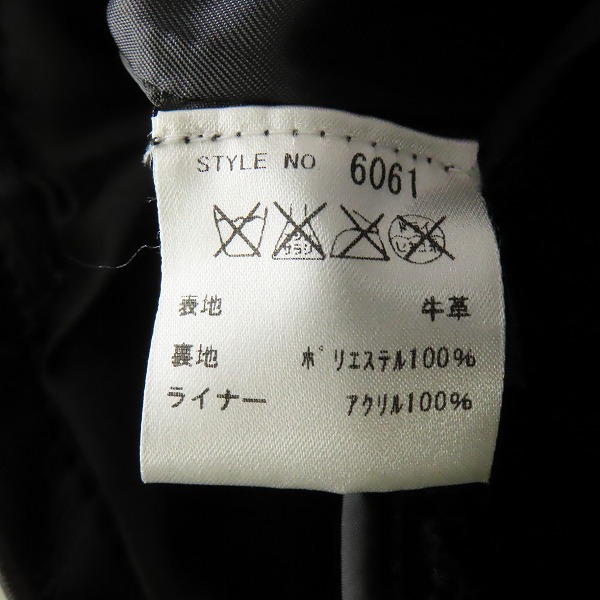 STYLE NO 6061
表地 牛革
裏地 ポリエステル100%
ライナー アクリル100%